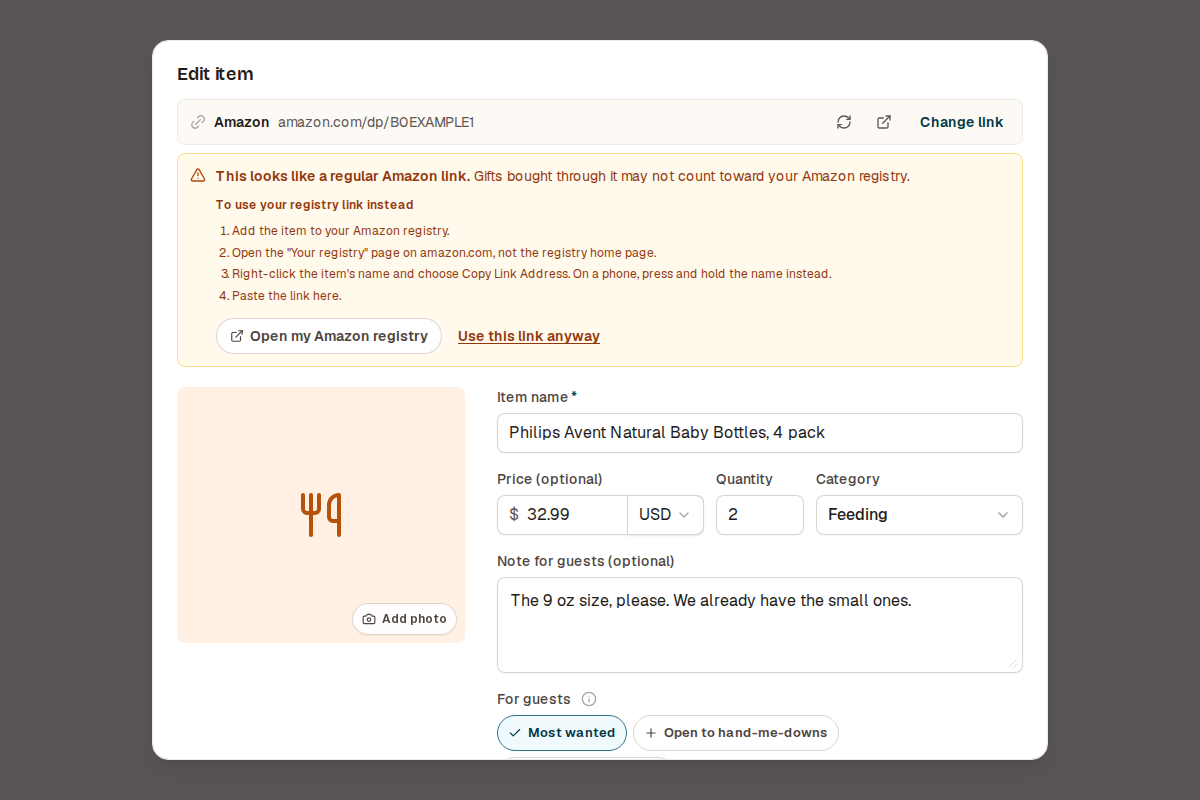 Edit item
Amazon amazon.com/dp/B0EXAMPLE1
Change link
This looks like a regular Amazon link. Gifts bought through it may not count toward your Amazon registry.
To use your registry link instead
1. Add the item to your Amazon registry.
2. Open the "Your registry" page on amazon.com, not the registry home page.
3. Right-click the item's name and choose Copy Link Address. On a phone, press and hold the name instead.
4. Paste the link here.
Open my Amazon registry
Use this link anyway
Add photo
Item name *
Philips Avent Natural Baby Bottles, 4 pack
Price (optional) Quantity Category
$ 32.99 USD 2 Feeding
Note for guests (optional)
The 9 oz size, please. We already have the small ones.
For guests
Most wanted
Open to hand-me-downs